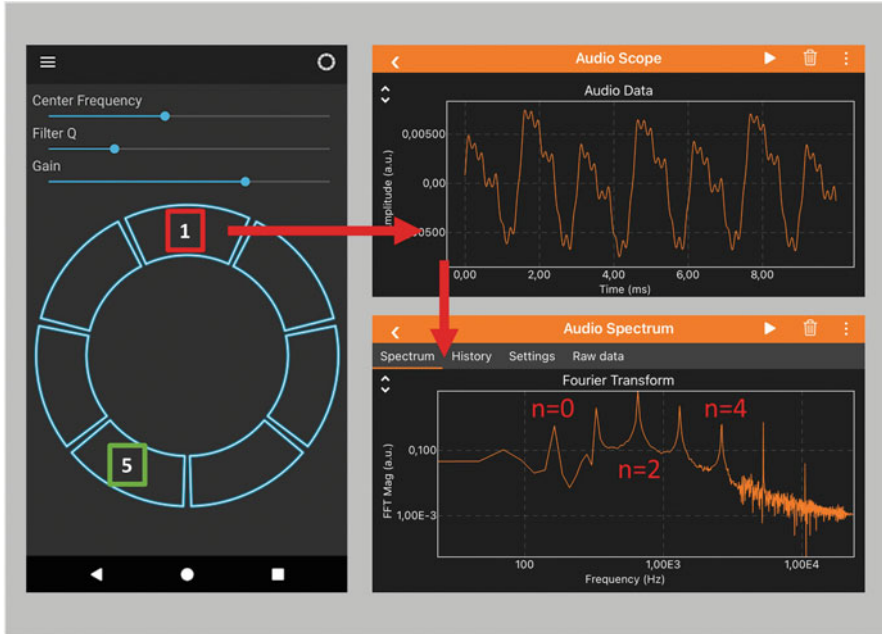 Center Frequency
Filter Q
Gain
1
5
Audio Scope
Audio Data
Amplitude (a.u.)
0,00500
0,00
00500
0,00 2,00 4,00 6,00 8,00
Time (ms)
Audio Spectrum
Spectrum History Settings Raw data
Fourier Transform
n=0 n=4
n=2
FFT Mag (a.u.)
0,100
1,00E-3
100 1,00E3 1,00E4
Frequency (Hz)